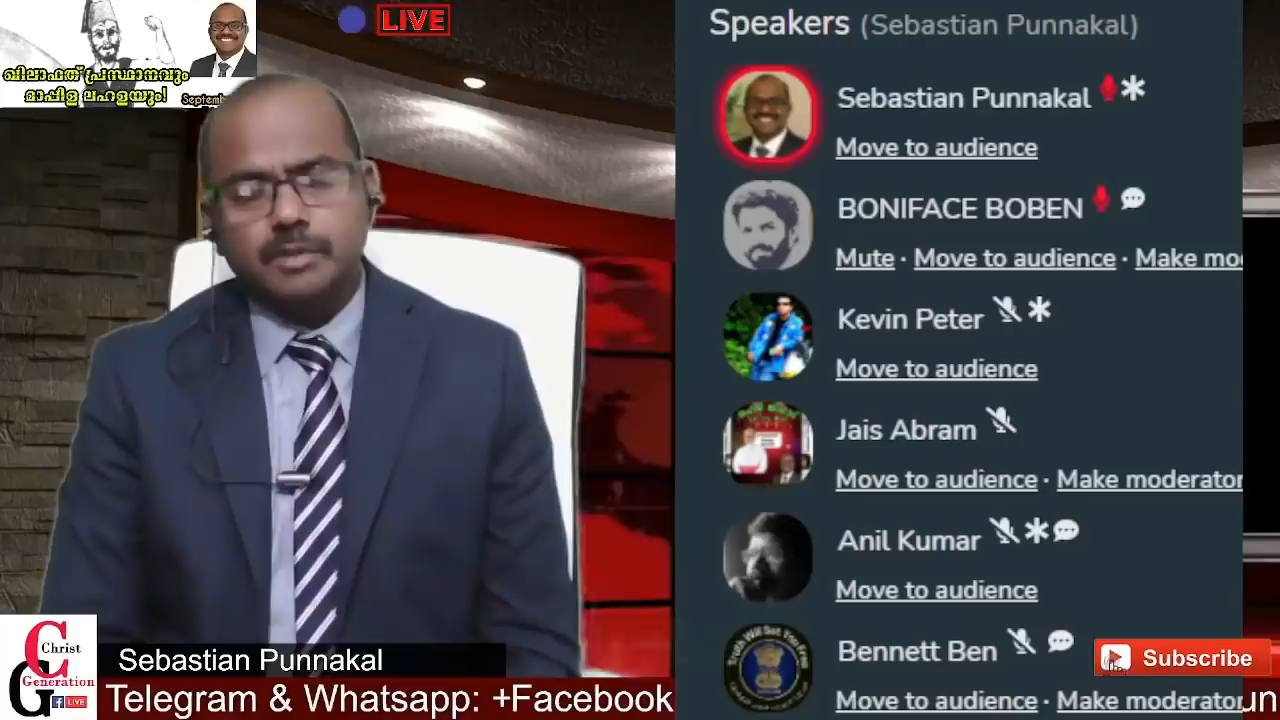 ഖിലാഫത് പ്രസ്ഥാനവും
മാപ്പിള ലഹളയും!
LIVE
Speakers (Sebastian Punnakal)
Sebastian Punnakal
Move to audience
BONIFACE BOBEN
Mute · Move to audience · Make mo
Kevin Peter
Move to audience
Jais Abram
Move to audience · Make moderator
Anil Kumar
Move to audience
Bennett Ben
Move to audience · Make moderato
Subscribe
Christ
Generation
LIVE
Sebastian Punnakal
Telegram & Whatsapp: +Facebook